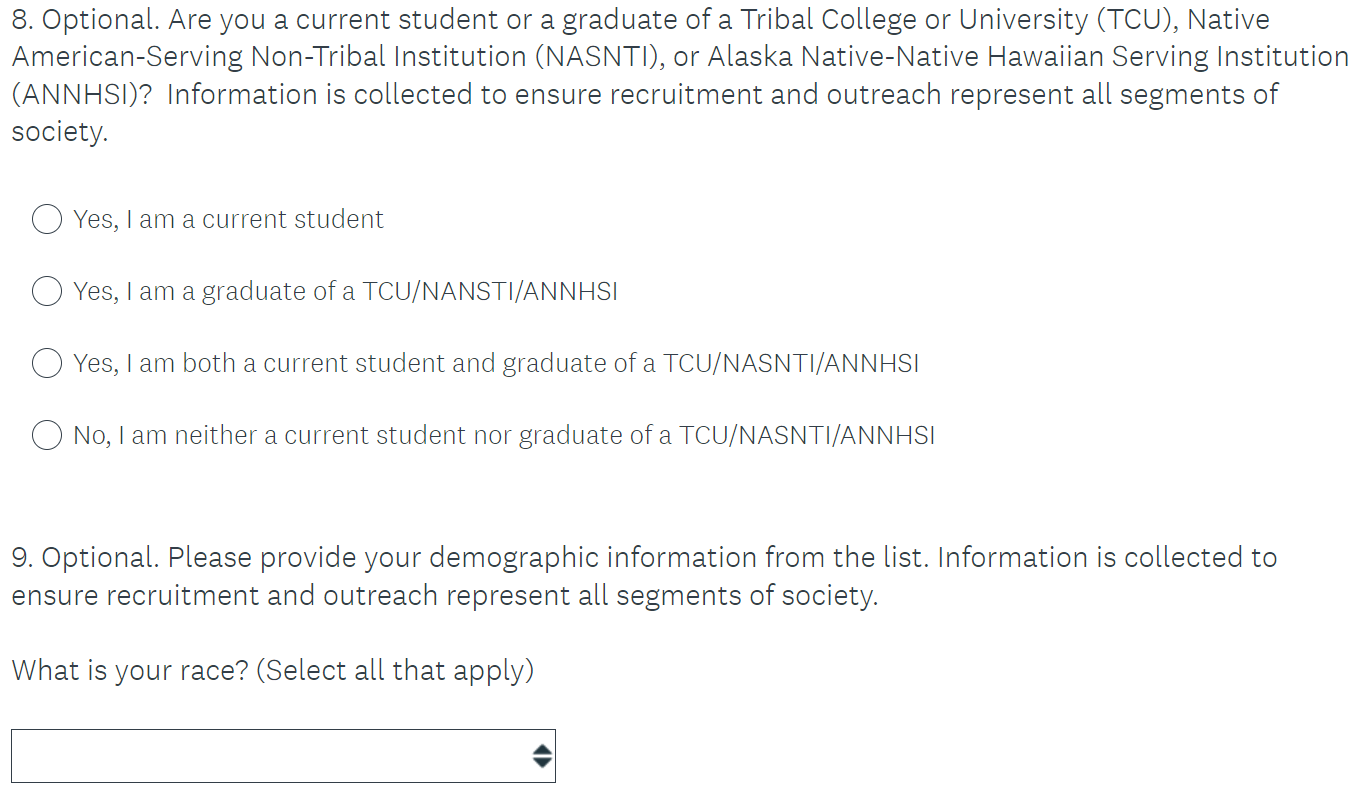 8. Optional. Are you a current student or a graduate of a Tribal College or University (TCU), Native
American-Serving Non-Tribal Institution (NASNTI), or Alaska Native-Native Hawaiian Serving Institution
(ANNHSI)?  Information is collected to ensure recruitment and outreach represent all segments of
society.
Yes, I am a current student
Yes, I am a graduate of a TCU/NANSTI/ANNHSI
Yes, I am both a current student and graduate of a TCU/NASNTI/ANNHSI
No, I am neither a current student nor graduate of a TCU/NASNTI/ANNHSI
9. Optional. Please provide your demographic information from the list. Information is collected to
ensure recruitment and outreach represent all segments of society.
What is your race? (Select all that apply)